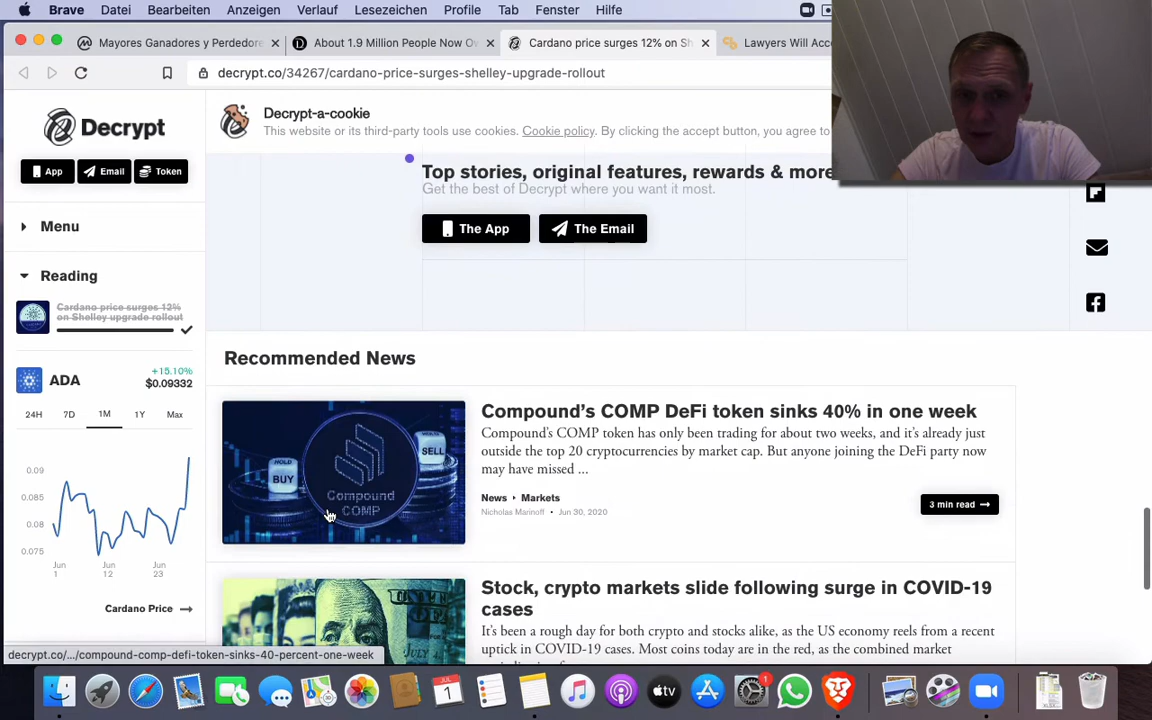 Brave Datei Bearbeiten Anzeigen Verlauf Lesezeichen Profile Tab Fenster Hilfe
Mayores Ganadores y Perdedore
About 1.9 Million People Now O
Cardano price surges 12% on Sh
Lawyers Will Acce
decrypt.co/34267/cardano-price-surges-shelley-upgrade-rollout
Decrypt
App
Email
Token
Menu
Reading
Cardano price surges 12%
on Shelley upgrade rollout
ADA
+15.10%
$0.09332
24H 7D 1M 1Y Max
0.09
0.085
0.08
0.075
Jun
1
Jun
12
Jun
23
Cardano Price
Decrypt-a-cookie
This website or its third-party tools use cookies. Cookie policy. By clicking the accept button, you agree to
Top stories, original features, rewards & more
Get the best of Decrypt where you want it most.
The App
The Email
Recommended News
HOLD
BUY
SELL
Compound
COMP
Compound’s COMP DeFi token sinks 40% in one week
Compound’s COMP token has only been trading for about two weeks, and it’s already just
outside the top 20 cryptocurrencies by market cap. But anyone joining the DeFi party now
may have missed ...
News Markets
Nicholas Marinoff • Jun 30, 2020
3 min read
Stock, crypto markets slide following surge in COVID-19
cases
It’s been a rough day for both crypto and stocks alike, as the US economy reels from a recent
uptick in COVID-19 cases. Most coins today are in the red, as the combined market
decrypt.co/.../compound-comp-defi-token-sinks-40-percent-one-week
JUL
1
tv
1